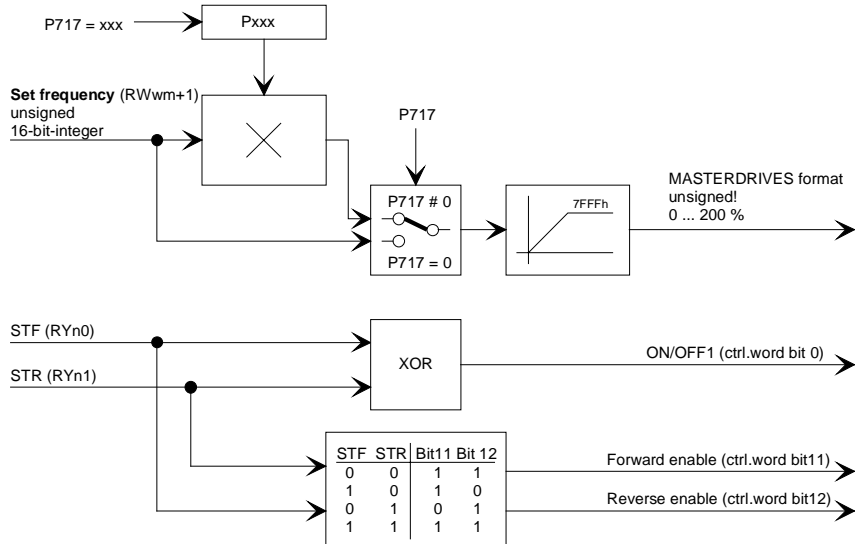 P717 = xxx
Pxxx
Set frequency (RWwm+1)
unsigned
16-bit-integer
P717
P717 # 0
P717 = 0
7FFFh
MASTERDRIVES format
unsigned!
0 ... 200 %
STF (RYn0)
STR (RYn1)
XOR
ON/OFF1 (ctrl.word bit 0)
STF STR Bit11 Bit 12
0 0 1 1
1 0 1 0
0 1 0 1
1 1 1 1
Forward enable (ctrl.word bit11)
Reverse enable (ctrl.word bit12)